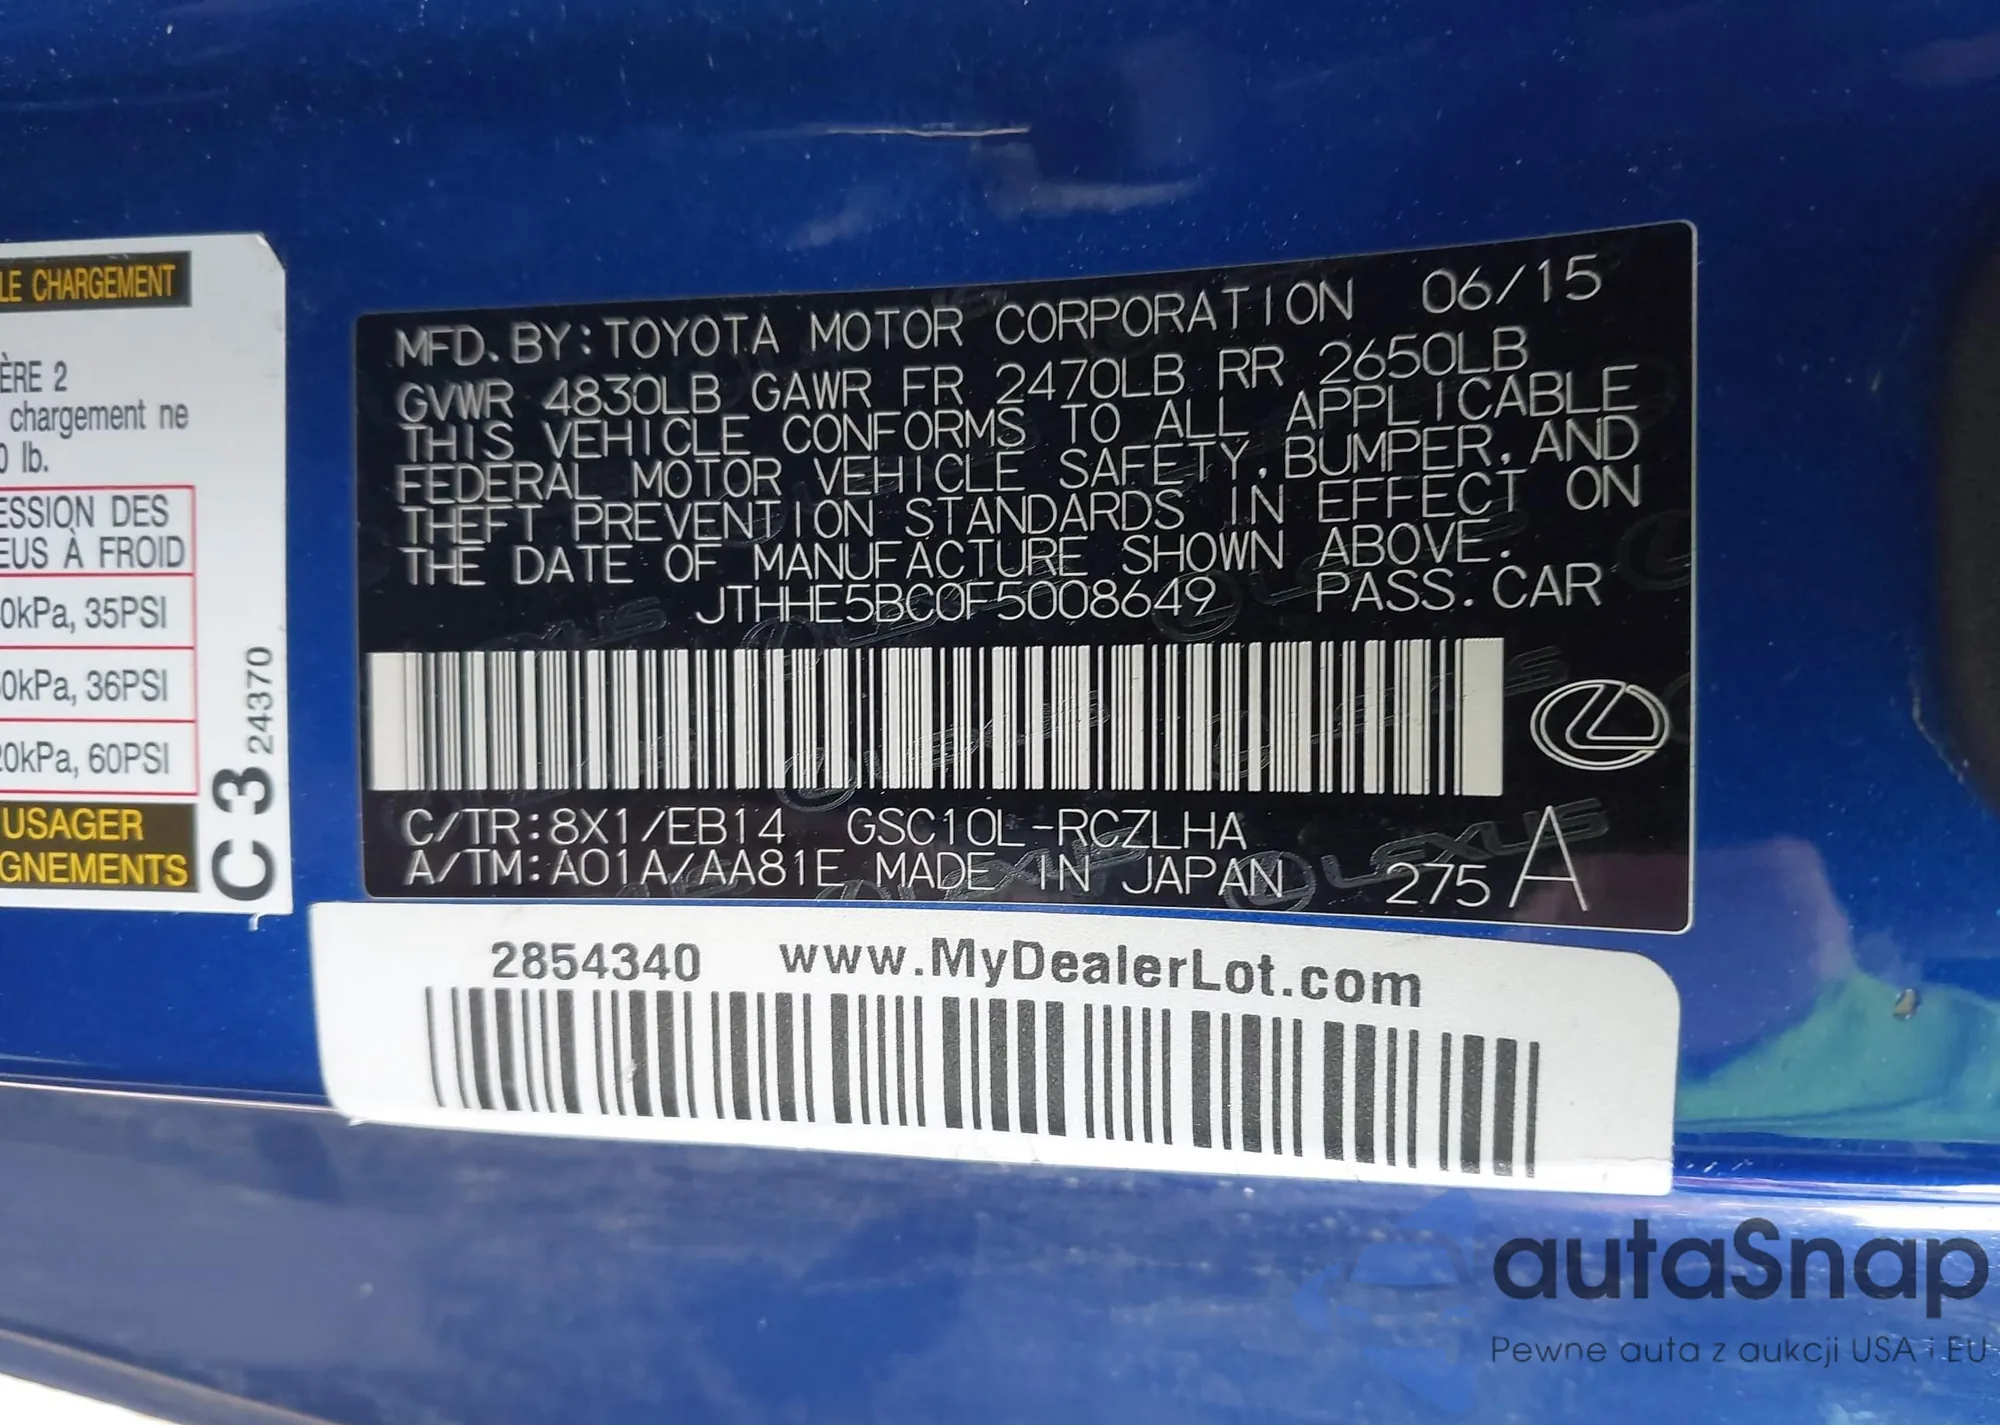 LE CHARGEMENT
ÈRE 2
chargement ne
0 lb.
ESSION DES
EUS À FROID
0kPa, 35PSI
0kPa, 36PSI
20kPa, 60PSI
USAGER
GNEMENTS
C3 24370
MFD. BY: TOYOTA MOTOR CORPORATION 06/15
GVWR 4830LB GAWR FR 2470LB RR 2650LB
THIS VEHICLE CONFORMS TO ALL APPLICABLE
FEDERAL MOTOR VEHICLE SAFETY, BUMPER, AND
THEFT PREVENTION STANDARDS IN EFFECT ON
THE DATE OF MANUFACTURE SHOWN ABOVE.
JTHHE5BC0F5008649 PASS. CAR
C/TR: 8X1/EB14 GSC10L-RCZLHA
A/TM: A01A/AA81E MADE IN JAPAN 275 A
2854340 www.MyDealerLot.com
autaSnap
Pewne auta z aukcji USA i EU